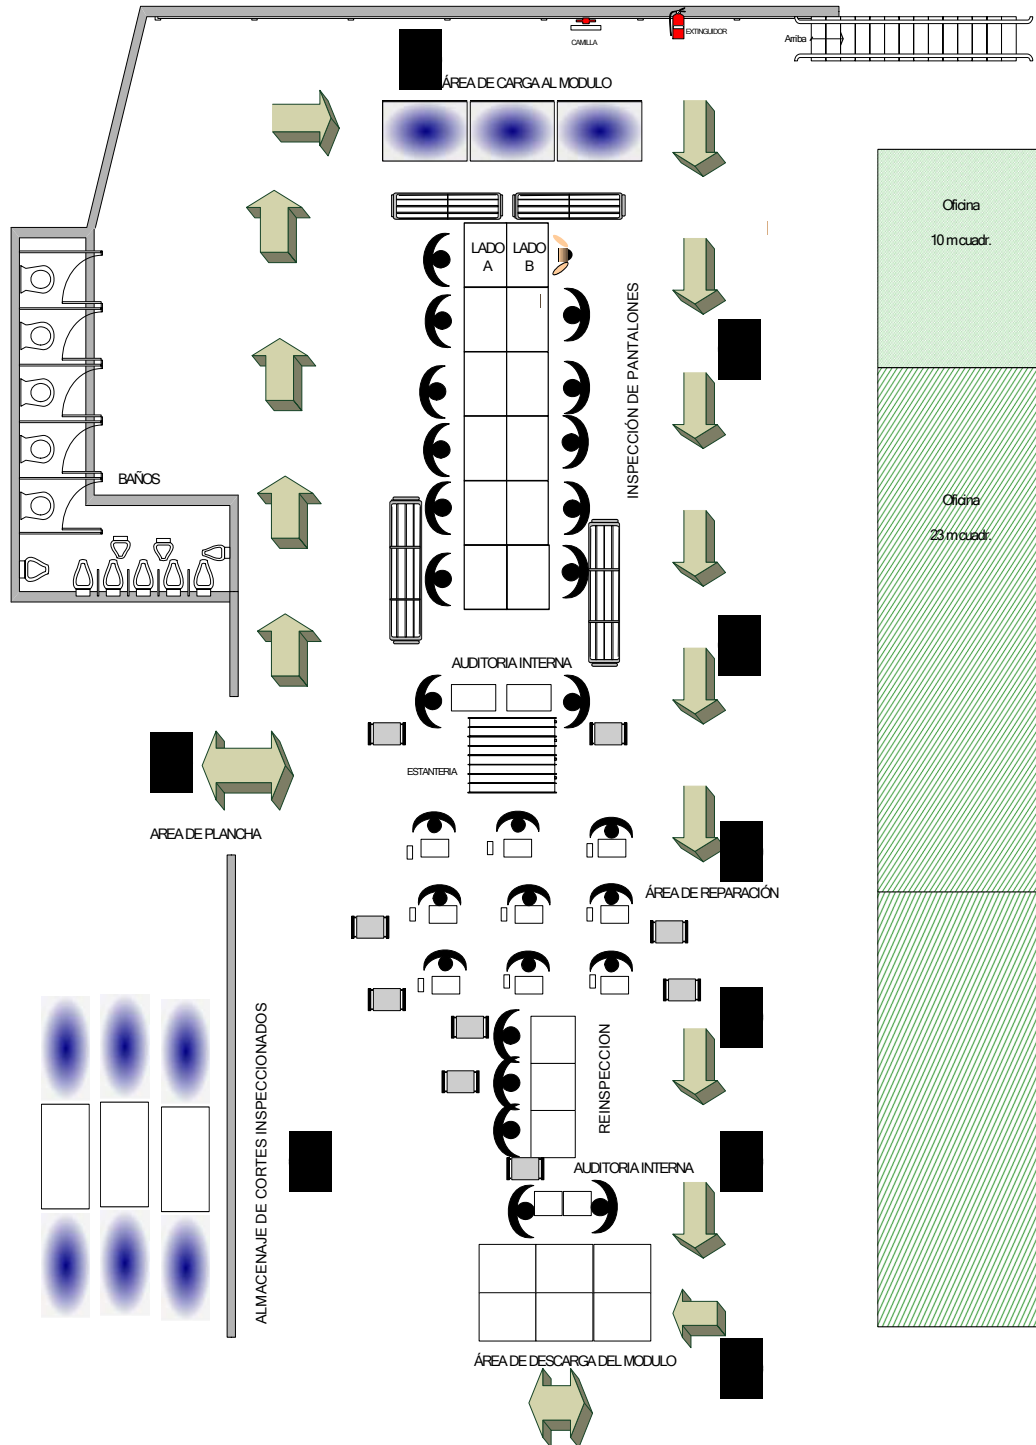 Arriba
CAMILLA
EXTINGUIDOR
ÁREA DE CARGA AL MODULO
Oficina
10 m cuadr.
LADO
A
LADO
B
INSPECCIÓN DE PANTALONES
BAÑOS
Oficina
23 m cuadr.
AUDITORIA INTERNA
ESTANTERIA
AREA DE PLANCHA
ÁREA DE REPARACIÓN
ALMACENAJE DE CORTES INSPECCIONADOS
REINSPECCION
AUDITORIA INTERNA
ÁREA DE DESCARGA DEL MODULO